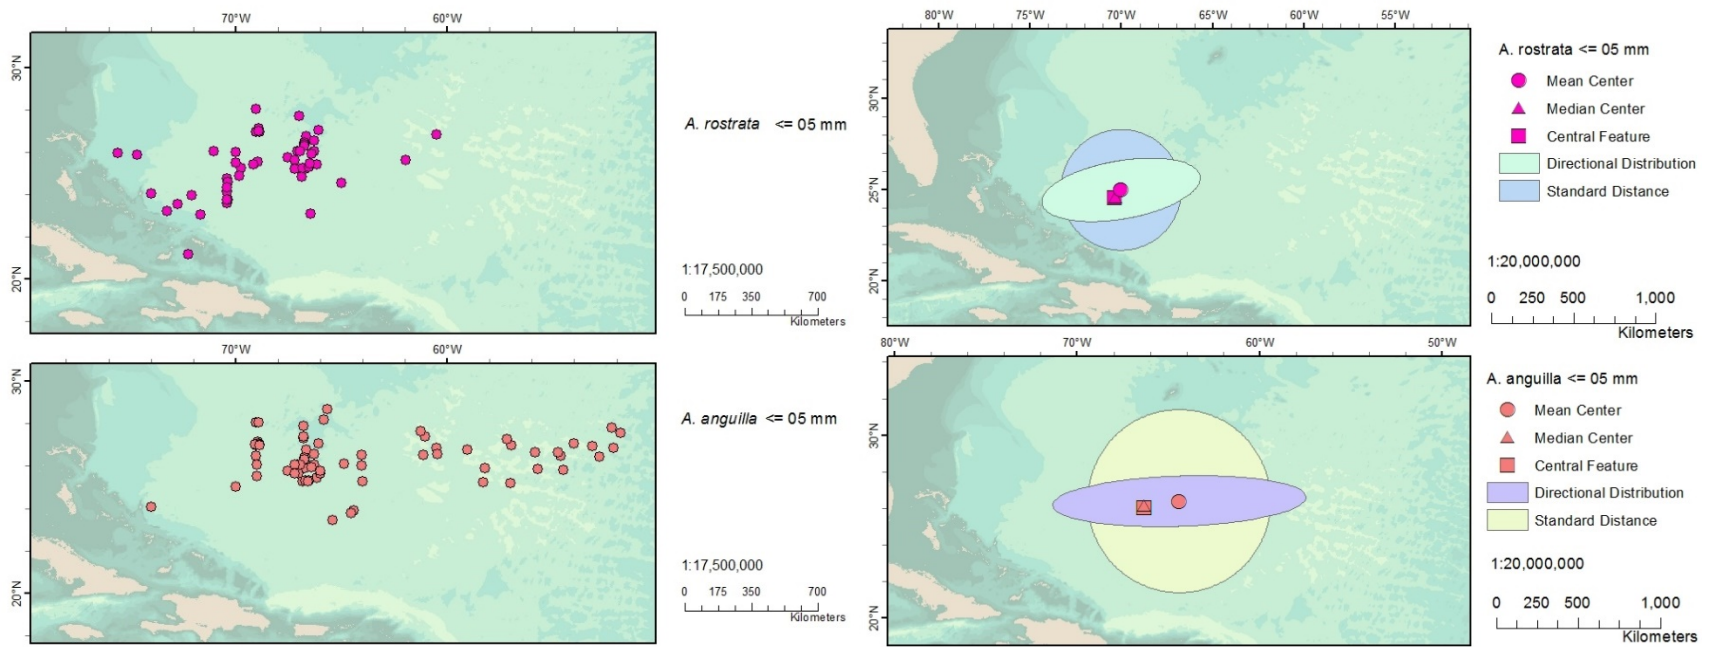 70°W 60°W
30°N
20°N
A. rostrata <= 05 mm
1:17,500,000
0 175 350 700
Kilometers
80°W 75°W 70°W 65°W 60°W 55°W
30°N
25°N
20°N
A. rostrata <= 05 mm
Mean Center
Median Center
Central Feature
Directional Distribution
Standard Distance
1:20,000,000
0 250 500 1,000
Kilometers
70°W 60°W
30°N
20°N
A. anguilla <= 05 mm
1:17,500,000
0 175 350 700
Kilometers
80°W 70°W 60°W 50°W
30°N
20°N
A. anguilla <= 05 mm
Mean Center
Median Center
Central Feature
Directional Distribution
Standard Distance
1:20,000,000
0 250 500 1,000
Kilometers